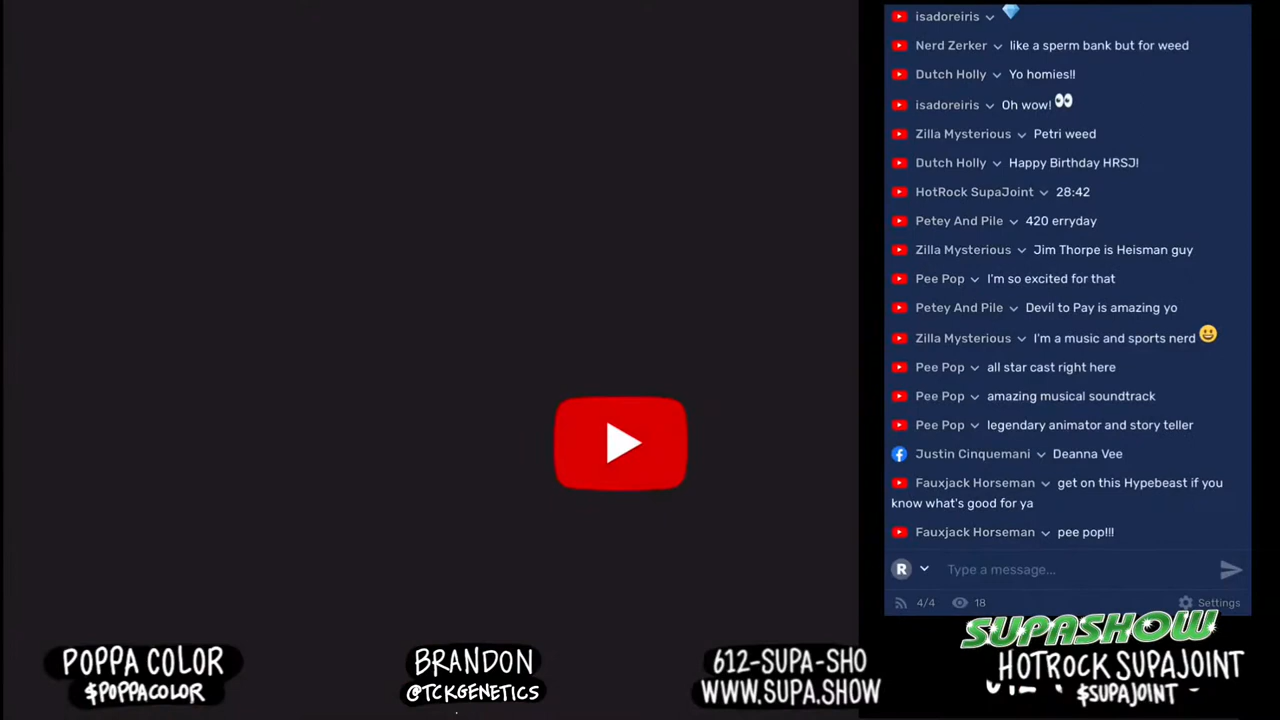 isadoreiris 💎
Nerd Zerker like a sperm bank but for weed
Dutch Holly Yo homies!!
isadoreiris Oh wow! 👀
Zilla Mysterious Petri weed
Dutch Holly Happy Birthday HRSJ!
HotRock SupaJoint 28:42
Petey And Pile 420 erryday
Zilla Mysterious Jim Thorpe is Heisman guy
Pee Pop I'm so excited for that
Petey And Pile Devil to Pay is amazing yo
Zilla Mysterious I'm a music and sports nerd 😀
Pee Pop all star cast right here
Pee Pop amazing musical soundtrack
Pee Pop legendary animator and story teller
Justin Cinquemani Deanna Vee
Fauxjack Horseman get on this Hypebeast if you
know what's good for ya
Fauxjack Horseman pee pop!!!
R Type a message...
4/4 18 Settings
SUPASHOW
POPPA COLOR
$POPPACOLOR
BRANDON
@TCKGENETICS
612-SUPA-SHO
WWW.SUPA.SHOW
HOTROCK SUPAJOINT
$SUPAJOINT